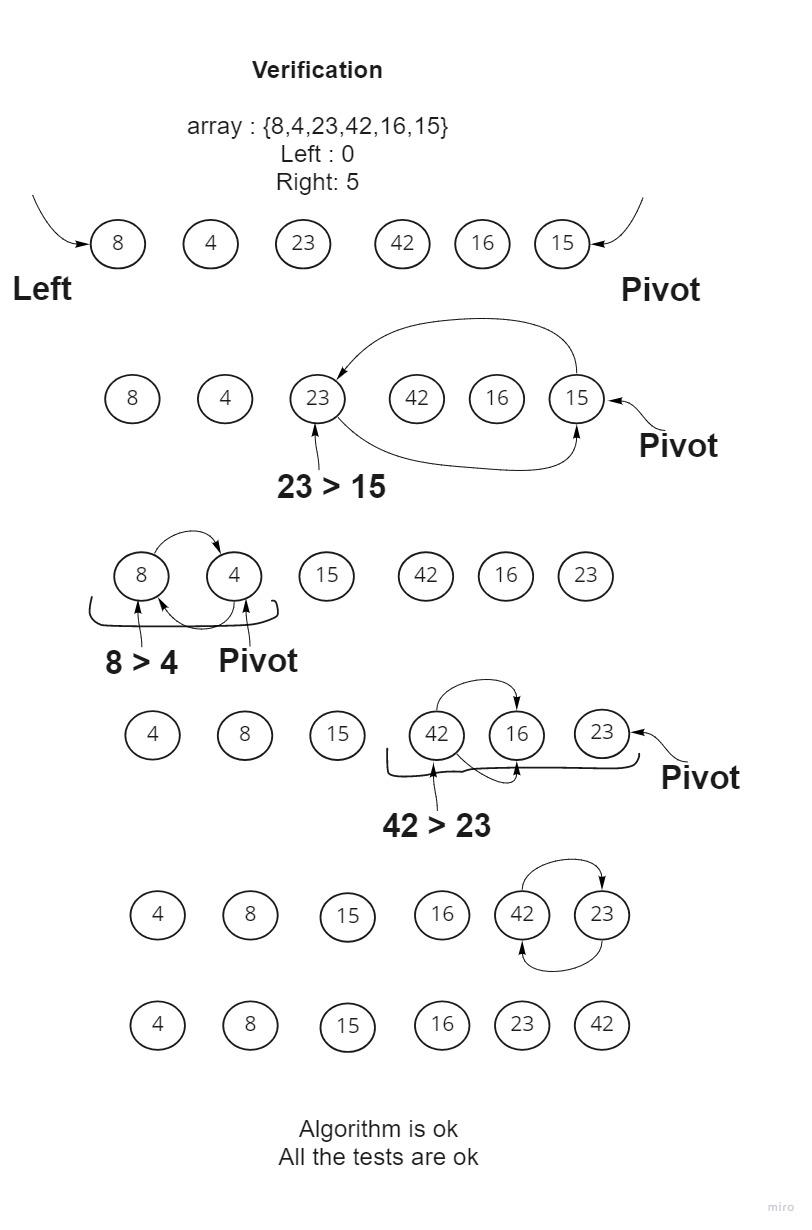 Verification
array : {8,4,23,42,16,15}
Left : 0
Right: 5
8 4 23 42 16 15
Left Pivot
8 4 23 42 16 15
Pivot
23 > 15
8 4 15 42 16 23
8 > 4 Pivot
4 8 15 42 16 23
Pivot
42 > 23
4 8 15 16 42 23
4 8 15 16 23 42
Algorithm is ok
All the tests are ok
miro